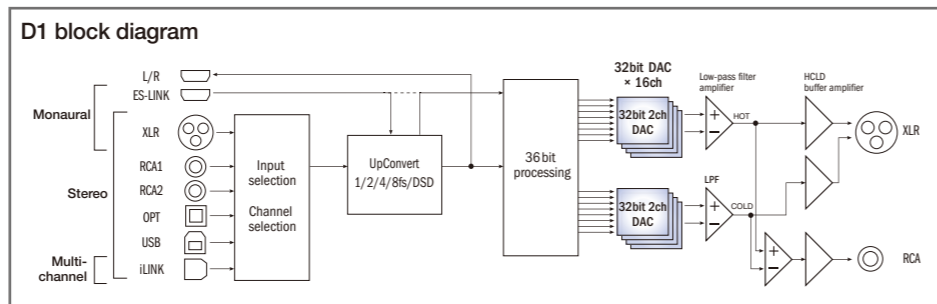 D1 block diagram
L/R
ES-LINK
Monaural
XLR
RCA1
Stereo
RCA2
OPT
USB
Multi-
channel
iLINK
Input
selection
Channel
selection
UpConvert
1/2/4/8fs/DSD
36bit
processing
32bit DAC
× 16ch
32bit 2ch
DAC
32bit 2ch
DAC
Low-pass filter
amplifier
+
−
HOT
LPF
+
−
COLD
HCLD
buffer amplifier
XLR
+
−
RCA